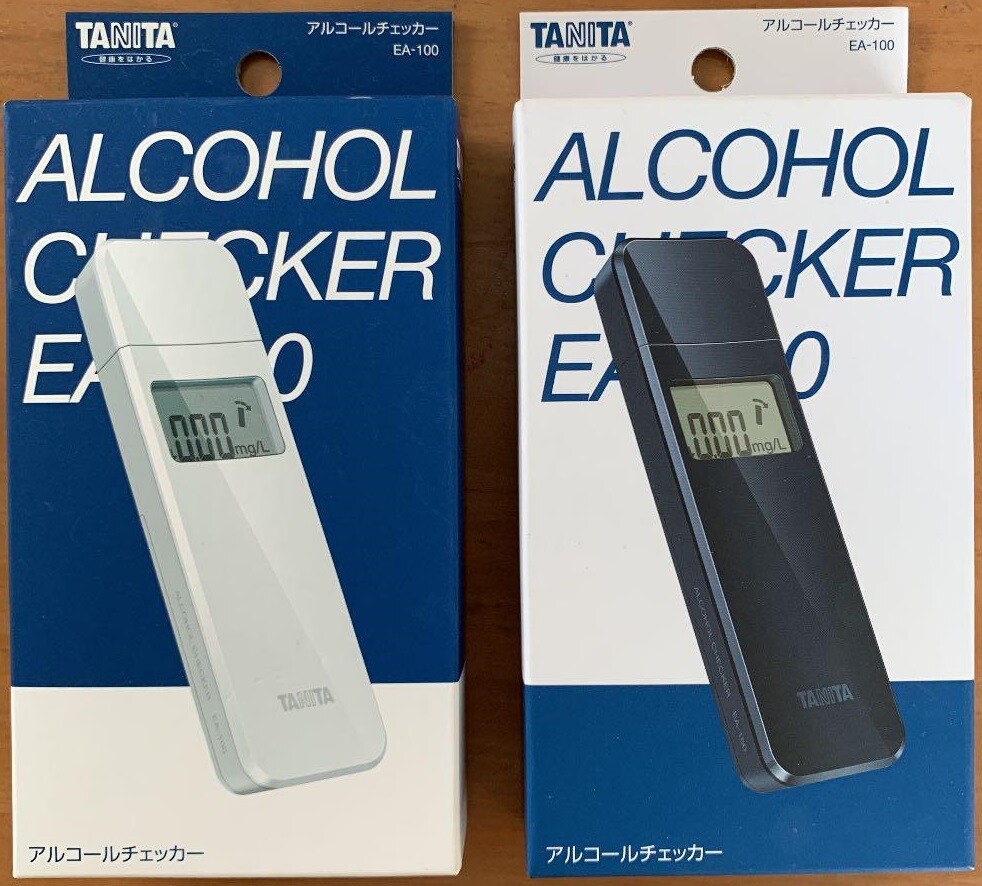 TANITA®
健康をはかる
アルコールチェッカー
EA-100
ALCOHOL
CHECKER
EA-100
.000
mg/L
ALCOHOL CHECKER EA-100
TANITA
アルコールチェッカー
TANITA®
健康をはかる
アルコールチェッカー
EA-100
ALCOHOL
CHECKER
EA-100
.000
mg/L
ALCOHOL CHECKER EA-100
TANITA
アルコールチェッカー